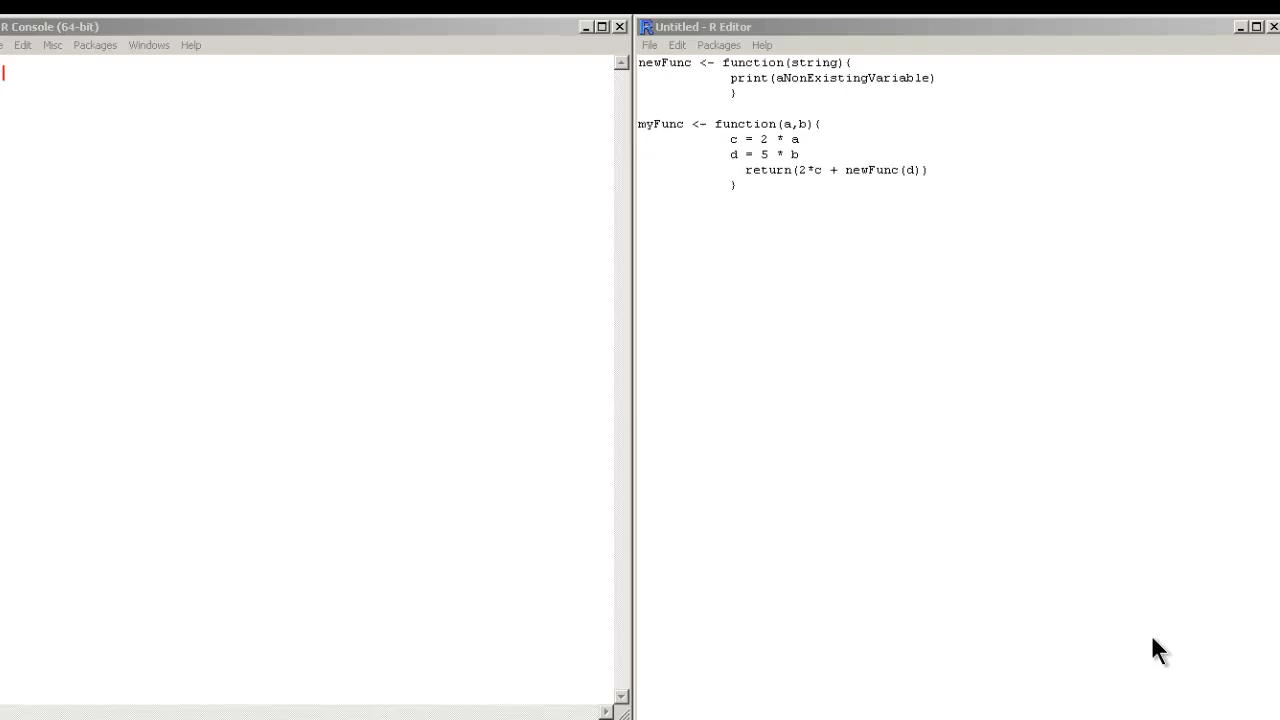 R Console (64-bit)
Edit Misc Packages Windows Help
Untitled - R Editor
File Edit Packages Help
newFunc <- function(string){
print(aNonExistingVariable)
}
myFunc <- function(a,b){
c = 2 * a
d = 5 * b
return(2*c + newFunc(d))
}